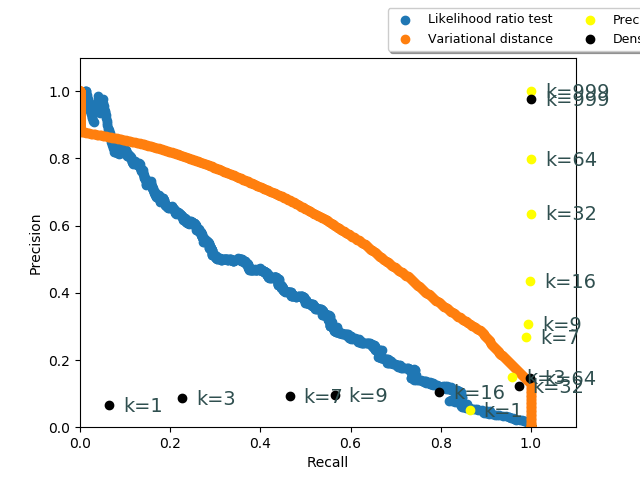 Likelihood ratio test
Variational distance
Prec
Dens
Precision
1.0
0.8
0.6
0.4
0.2
0.0
k=999
k=999
k=64
k=32
k=16
k=9
k=7
k=3
k=64
k=32
k=1
k=3
k=7
k=9
k=16
k=1
0.0
0.2
0.4
0.6
0.8
1.0
Recall